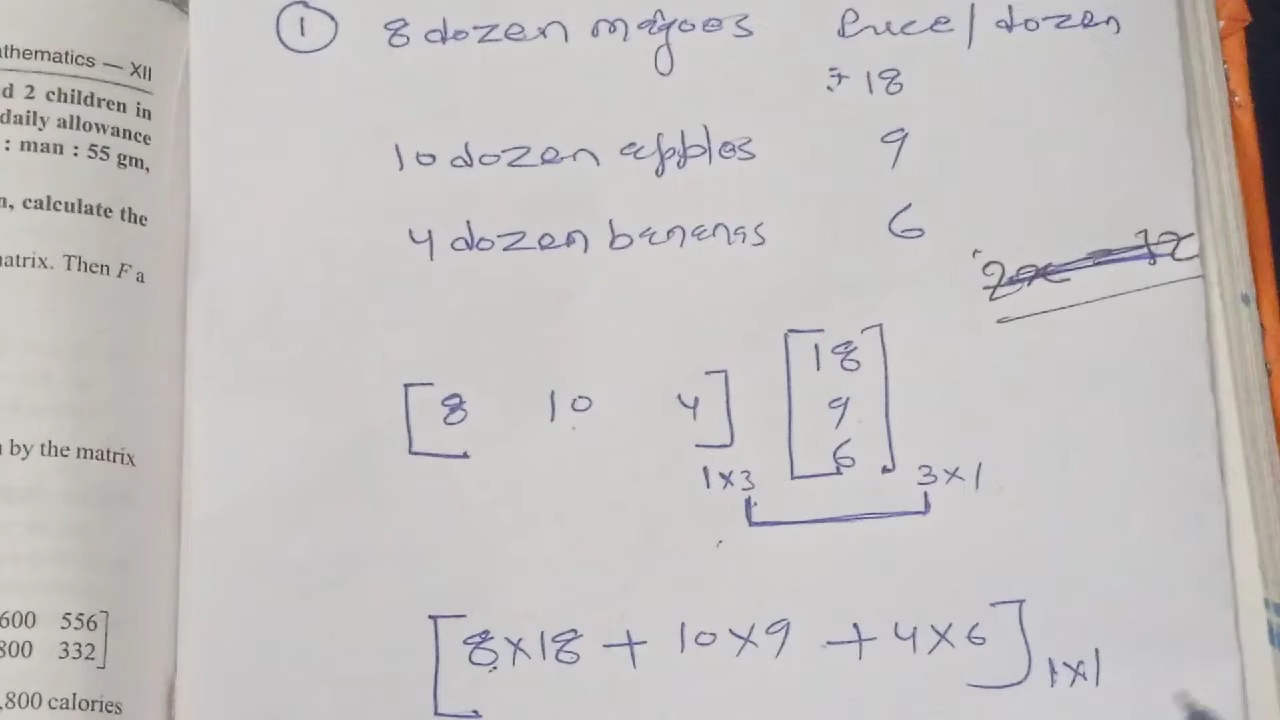 athematics — XII
d 2 children in
daily allowance
: man : 55 gm,
n, calculate the
atrix. Then F a
by the matrix
600 556]
300 332]
,800 calories
① 8 dozen mangoes Price / dozen
18
10 dozen apples 9
4 dozen bananas 6
[8 10 4] 1×3 [18
9
6] 3×1
[8×18 + 10×9 + 4×6] 1×1